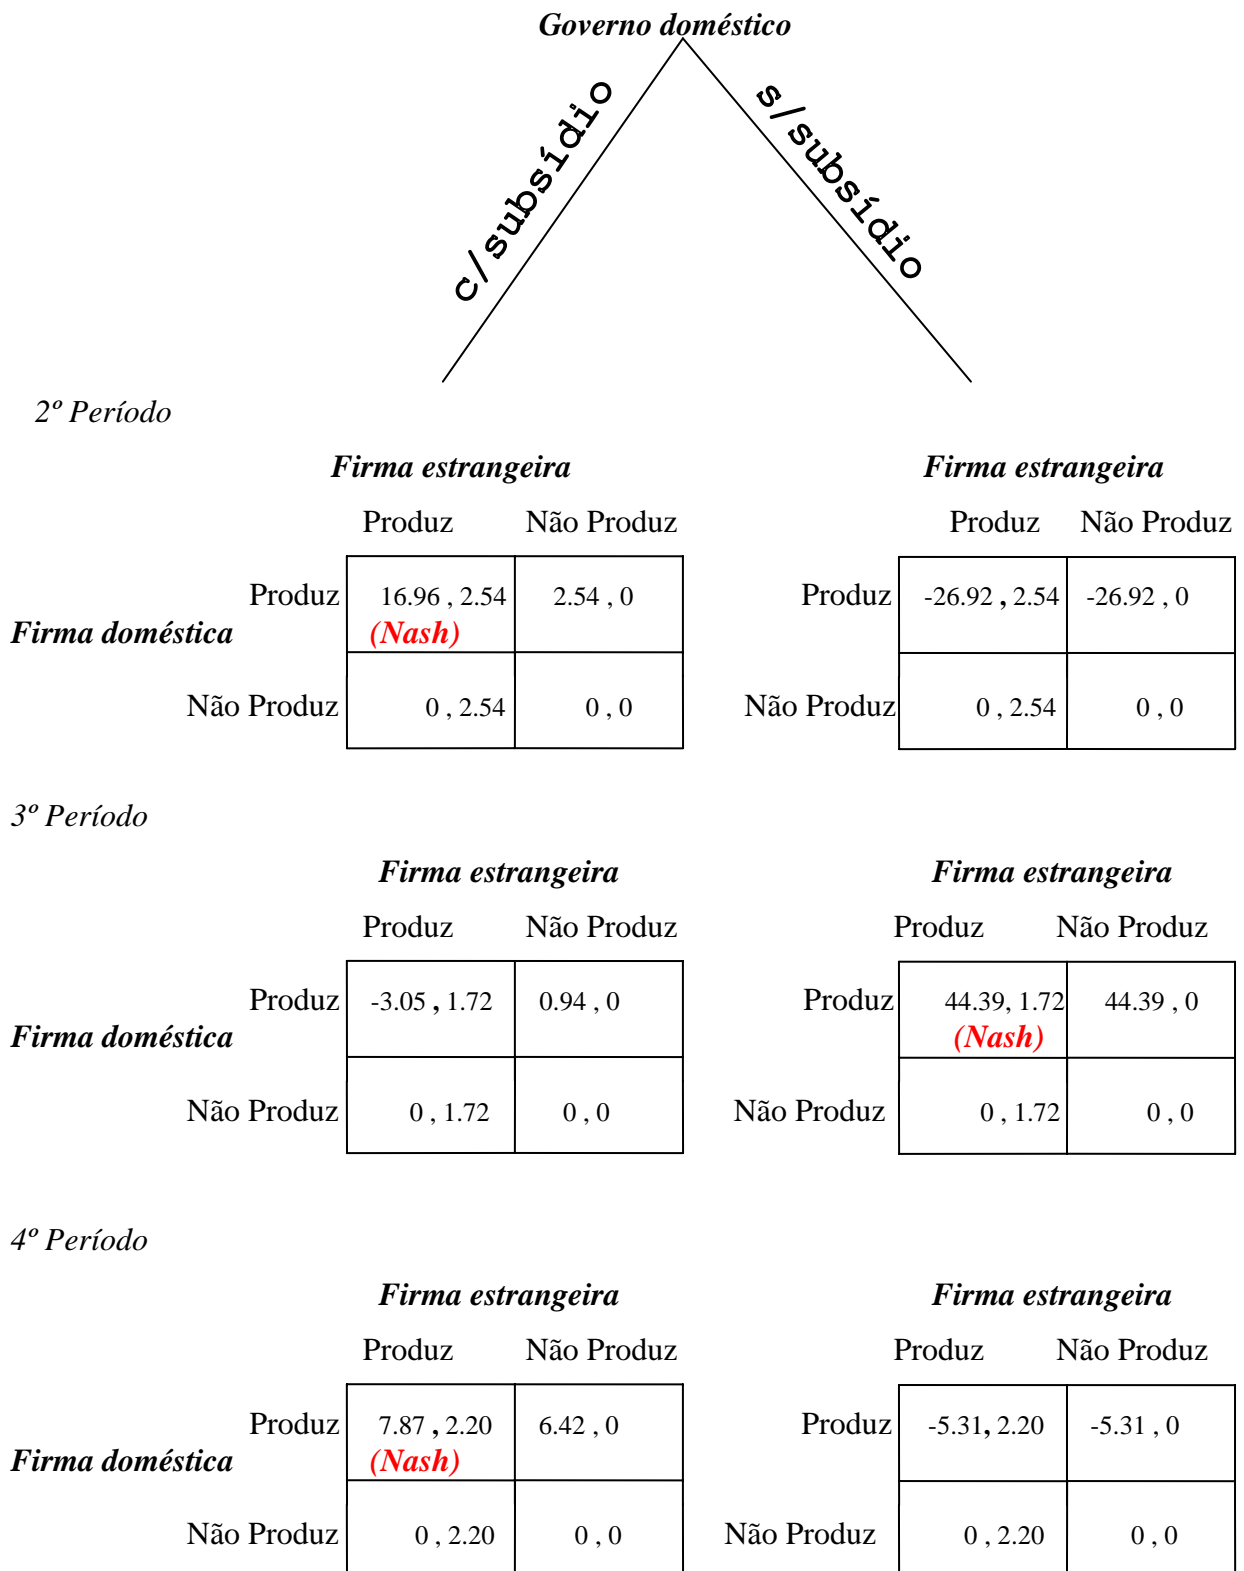 Governo doméstico
c/subsídio
s/subsídio
2º Período
Firma estrangeira Firma estrangeira
Produz Não Produz Produz Não Produz
Produz 16.96 , 2.54 2.54 , 0 Produz -26.92 , 2.54 -26.92 , 0
Firma doméstica (Nash)
Não Produz 0 , 2.54 0 , 0 Não Produz 0 , 2.54 0 , 0
3º Período
Firma estrangeira Firma estrangeira
Produz Não Produz Produz Não Produz
Produz -3.05 , 1.72 0.94 , 0 Produz 44.39, 1.72 44.39 , 0
Firma doméstica (Nash)
Não Produz 0 , 1.72 0 , 0 Não Produz 0 , 1.72 0 , 0
4º Período
Firma estrangeira Firma estrangeira
Produz Não Produz Produz Não Produz
Produz 7.87 , 2.20 6.42 , 0 Produz -5.31, 2.20 -5.31 , 0
Firma doméstica (Nash)
Não Produz 0 , 2.20 0 , 0 Não Produz 0 , 2.20 0 , 0